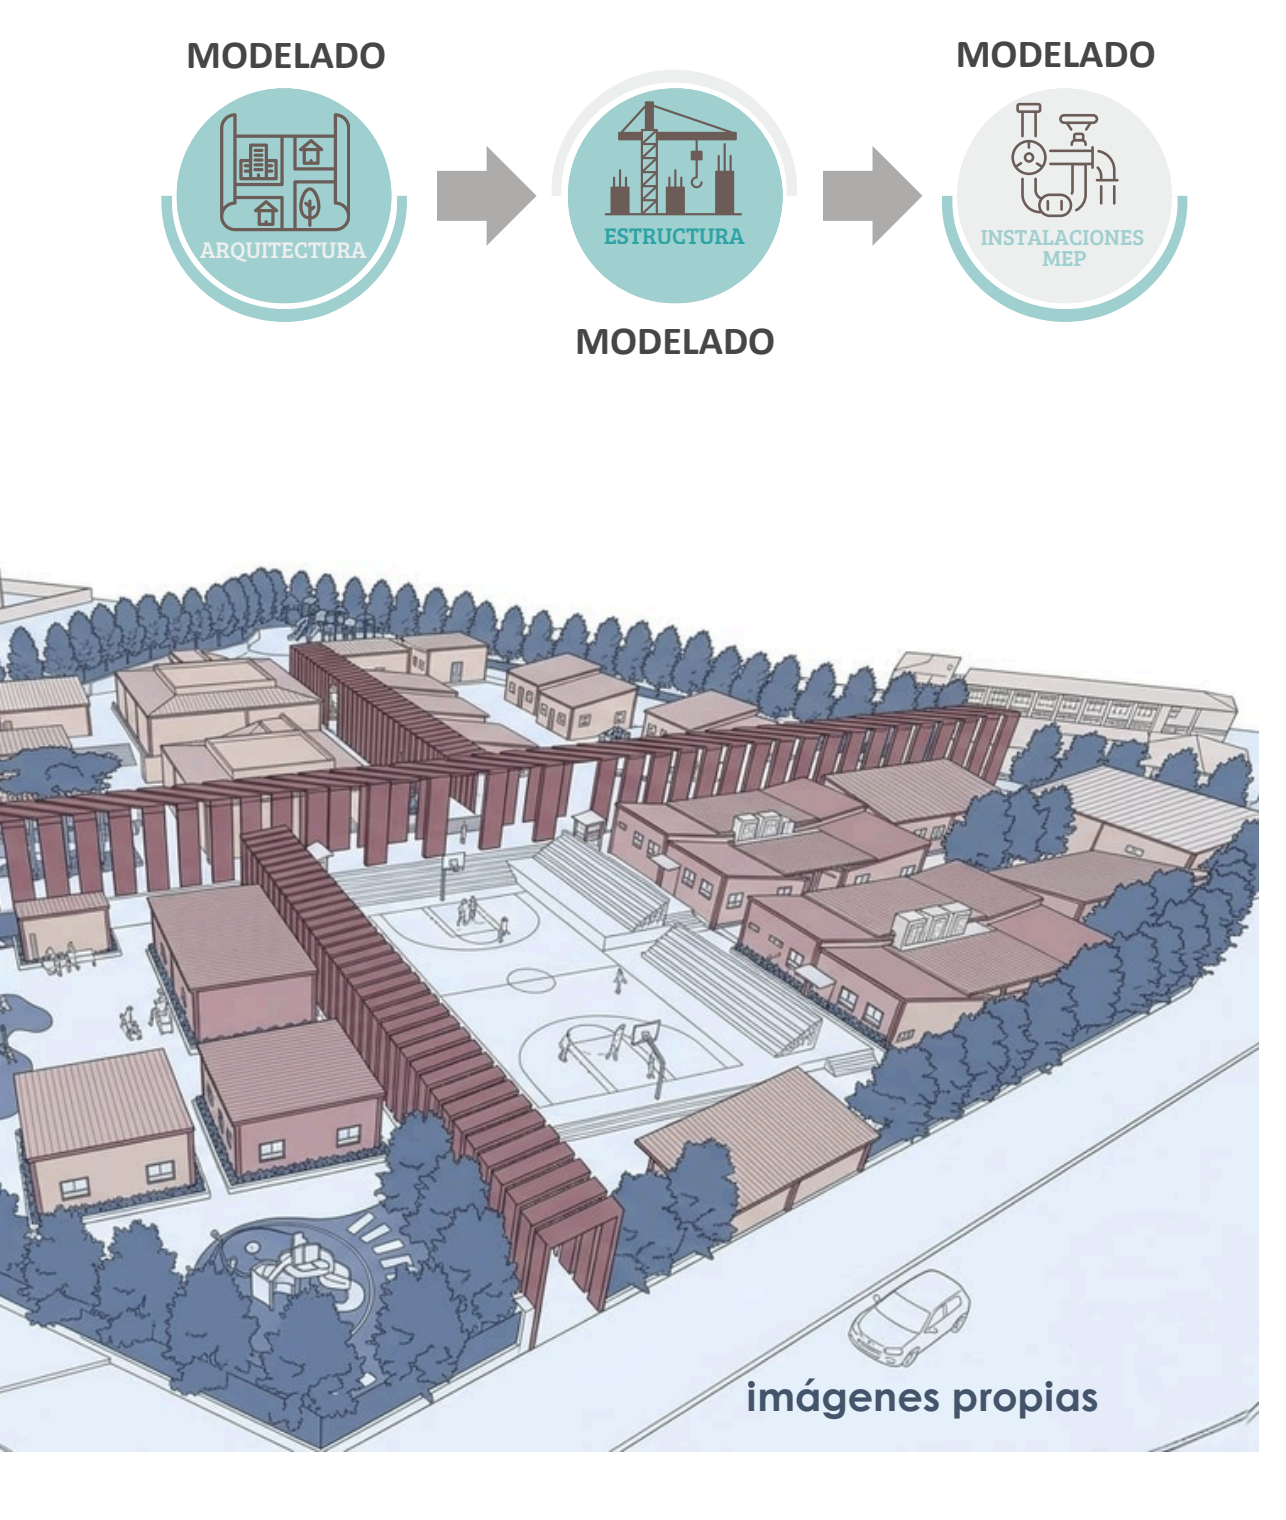 MODELADO
ARQUITECTURA
ESTRUCTURA
MODELADO
MODELADO
INSTALACIONES
MEP
imágenes propias